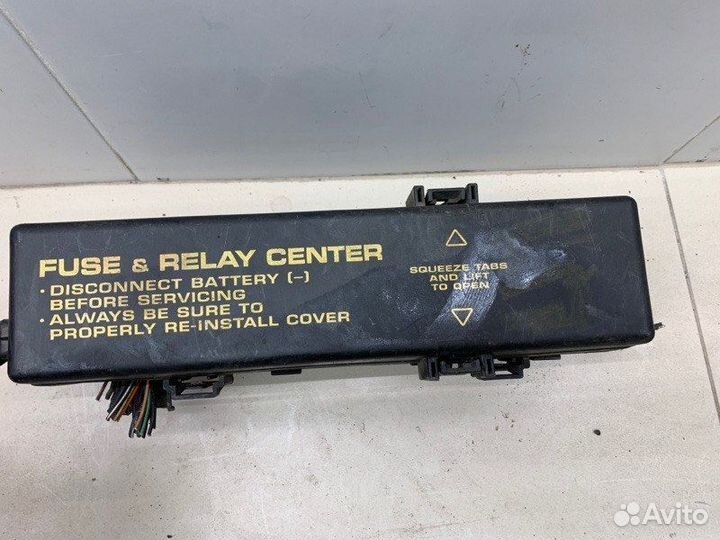 FUSE & RELAY CENTER
• DISCONNECT BATTERY (-)
BEFORE SERVICING
• ALWAYS BE SURE TO
PROPERLY RE-INSTALL COVER
SQUEEZE TABS
AND LIFT
TO OPEN
Avito